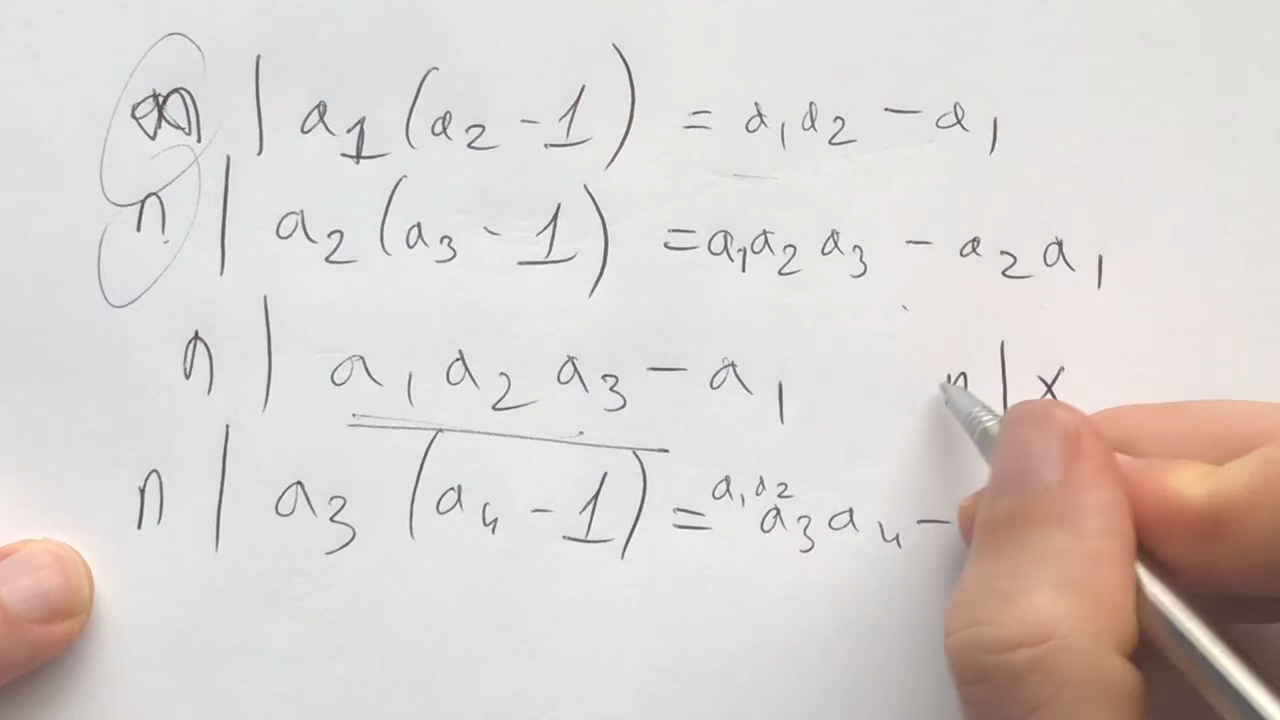 n | a₁(a₂-1) = a₁a₂ - a₁
n | a₂(a₃-1) = a₁a₂a₃ - a₂a₁
n | a₁a₂a₃ - a₁
n | x
n | a₃(a₄-1) = a₁a₂a₃a₄ -